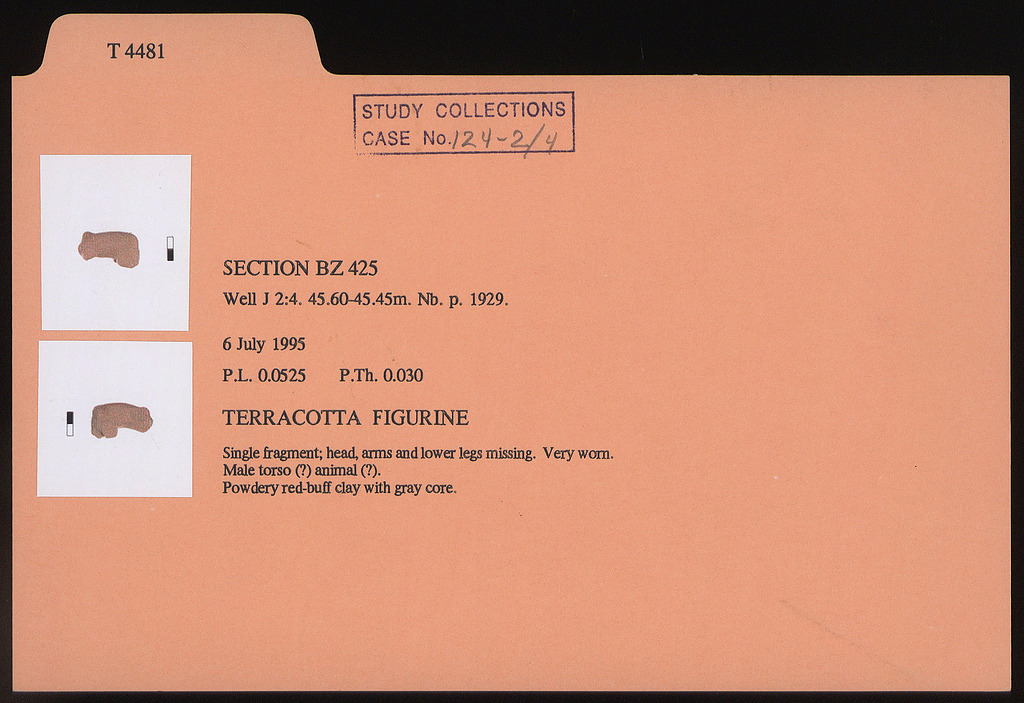 T 4481
STUDY COLLECTIONS
CASE No. 124-2/4
SECTION BZ 425
Well J 2:4. 45.60-45.45m. Nb. p. 1929.
6 July 1995
P.L. 0.0525 P.Th. 0.030
TERRACOTTA FIGURINE
Single fragment; head, arms and lower legs missing. Very worn.
Male torso (?) animal (?).
Powdery red-buff clay with gray core.